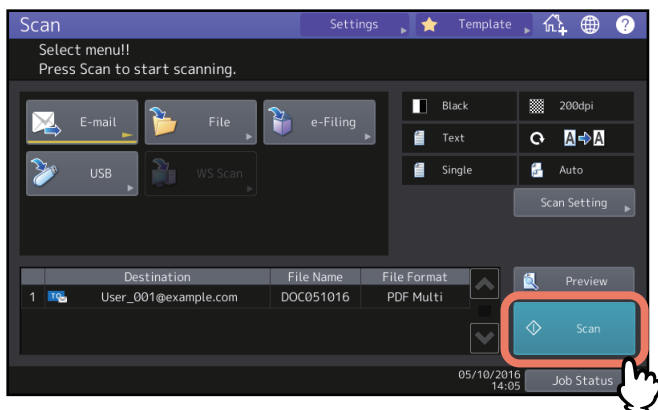 Scan
Settings
Template
?
Select menu!!
Press Scan to start scanning.
E-mail
File
e-Filing
USB
WS Scan
Black
200dpi
Text
A A
Single
Auto
Scan Setting
Destination File Name File Format
1 TO User_001@example.com DOC051016 PDF Multi
Preview
Scan
05/10/2016
14:05
Job Status